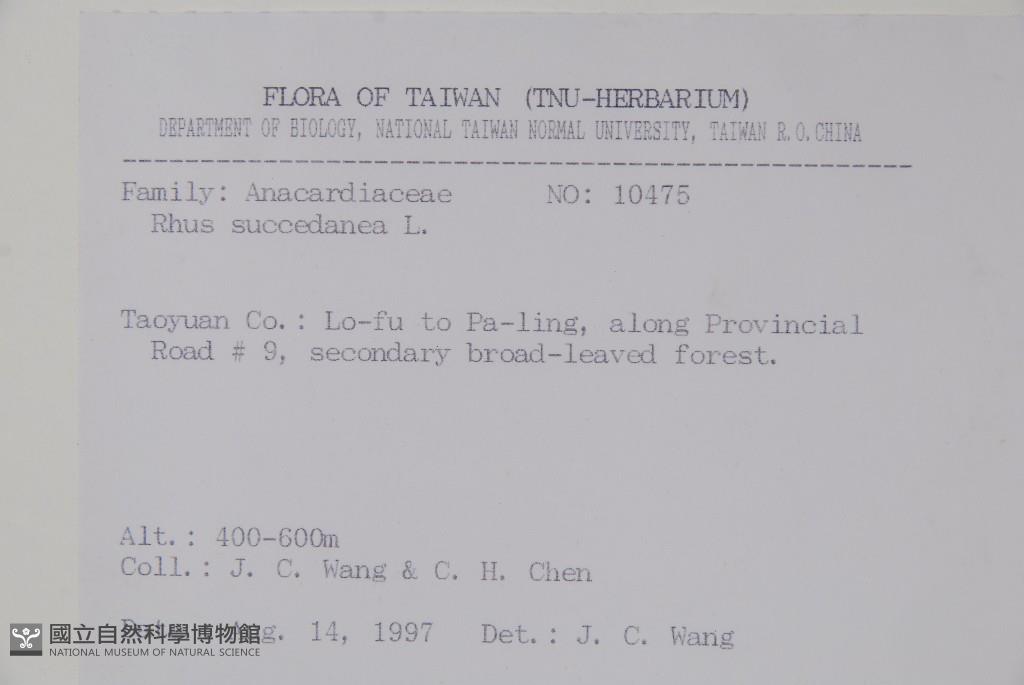 FLORA OF TAIWAN (TNU-HERBARIUM)
DEPARTMENT OF BIOLOGY, NATIONAL TAIWAN NORMAL UNIVERSITY, TAIWAN R.O.CHINA
Family: Anacardiaceae NO: 10475
Rhus succedanea L.
Taoyuan Co.: Lo-fu to Pa-ling, along Provincial
Road # 9, secondary broad-leaved forest.
Alt.: 400-600m
Coll.: J. C. Wang & C. H. Chen
Aug. 14, 1997 Det.: J. C. Wang
國立自然科學博物館
NATIONAL MUSEUM OF NATURAL SCIENCE